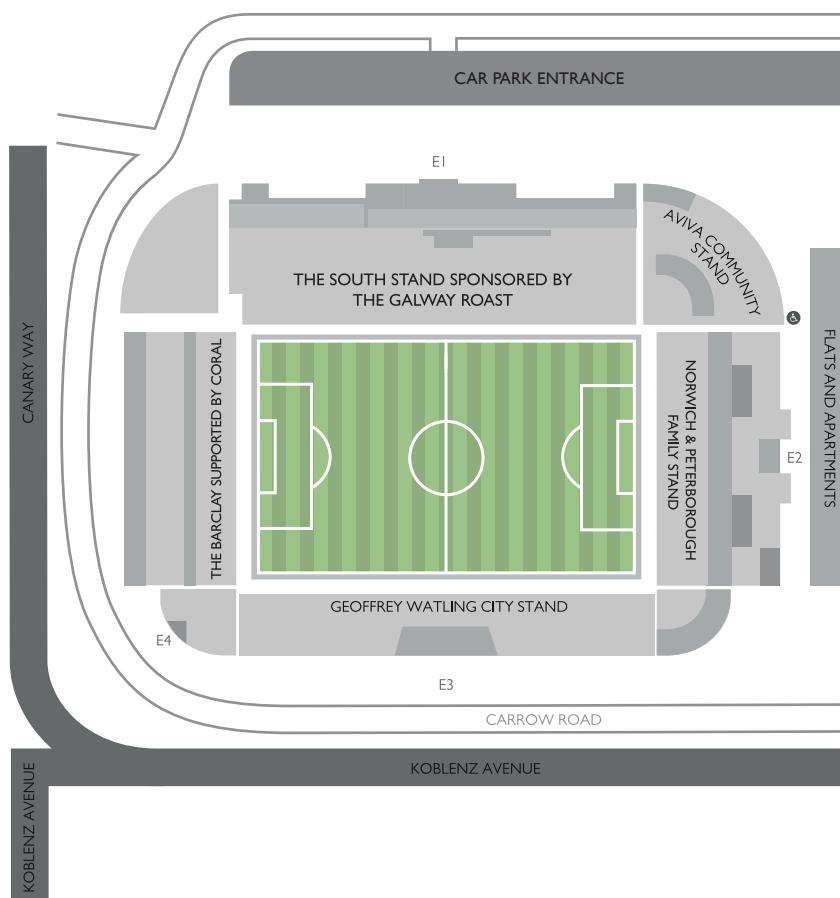 CAR PARK ENTRANCE
E1
AVIVA COMMUNITY
STAND
THE SOUTH STAND SPONSORED BY
THE GALWAY ROAST
CANARY WAY
THE BARCLAY SUPPORTED BY CORAL
NORWICH & PETERBOROUGH
FAMILY STAND
E2
FLATS AND APARTMENTS
GEOFFREY WATLING CITY STAND
E4
E3
CARROW ROAD
KOBLENZ AVENUE
KOBLENZ AVENUE